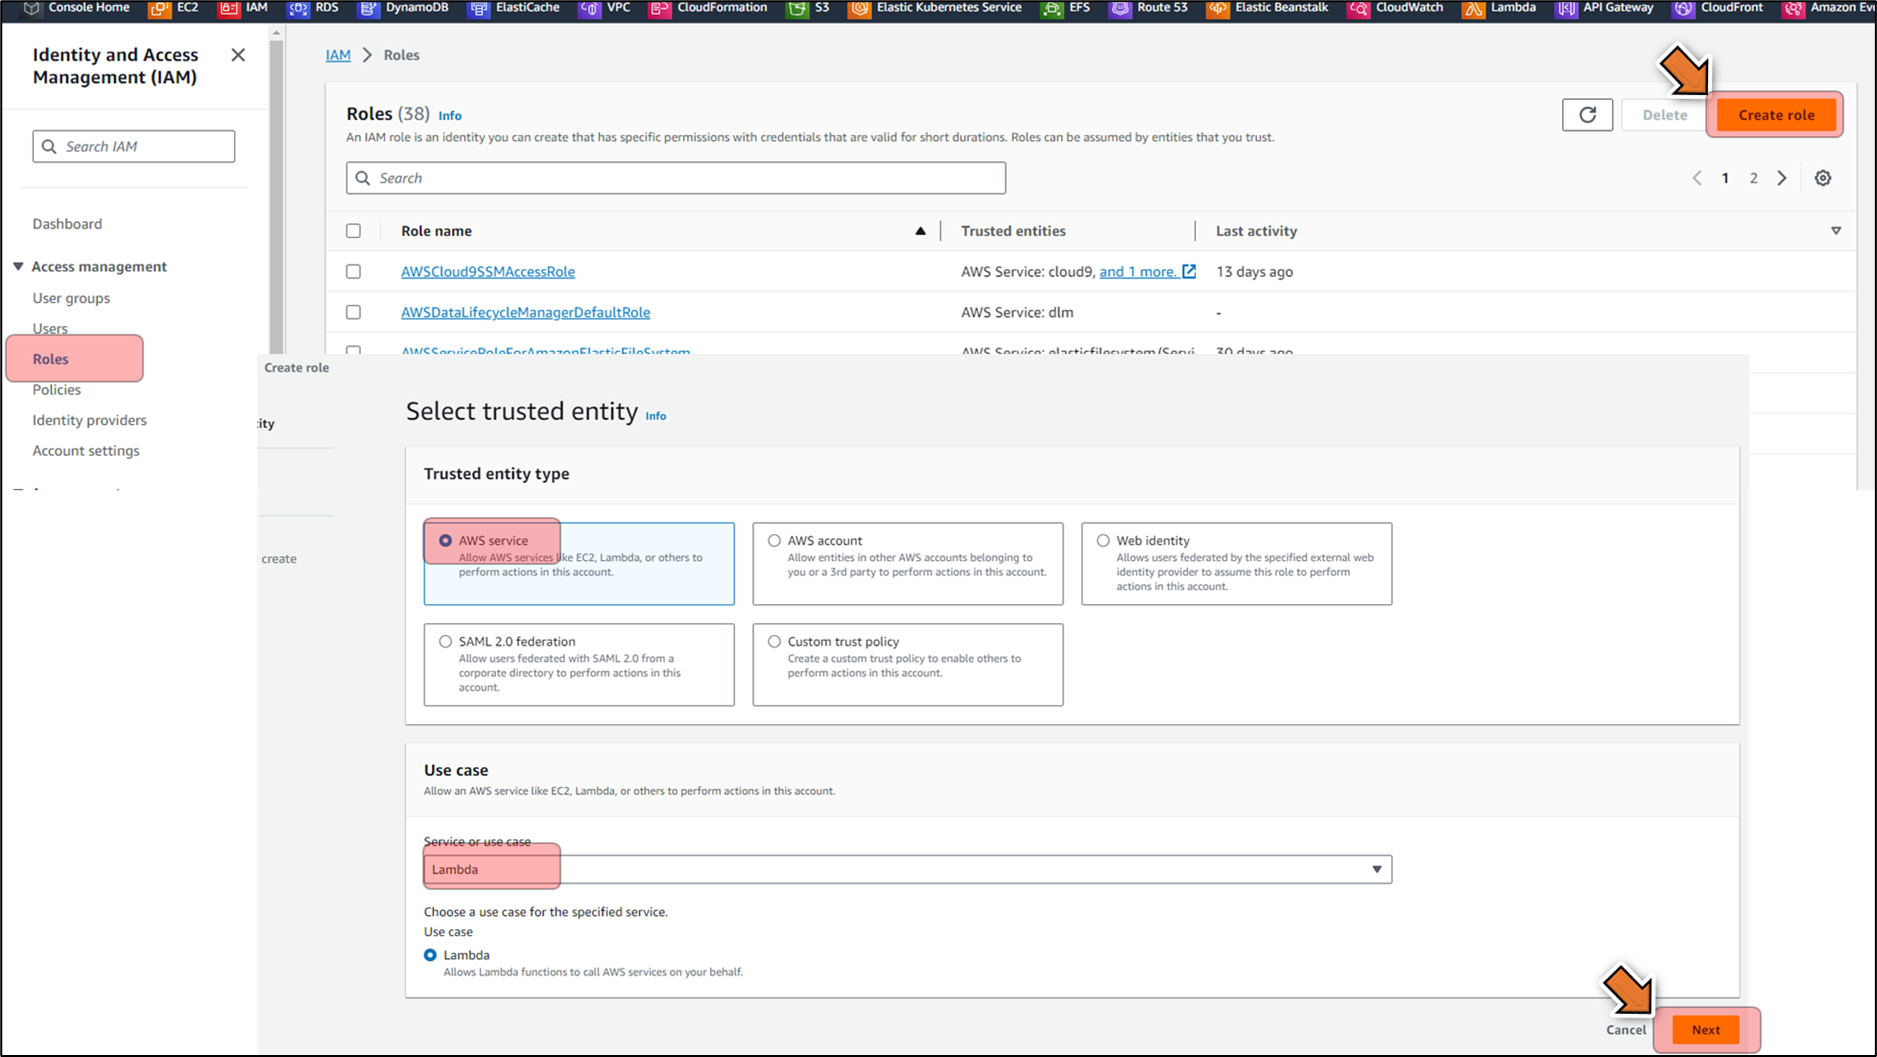 Console Home EC2 IAM RDS DynamoDB ElastiCache VPC CloudFormation S3 Elastic Kubernetes Service EFS Route 53 Elastic Beanstalk CloudWatch Lambda API Gateway CloudFront Amazon
Identity and Access
Management (IAM)
Search IAM
Dashboard
Access management
User groups
Users
Roles
Policies
Identity providers
Account settings
IAM > Roles
Roles (38) Info
An IAM role is an identity you can create that has specific permissions with credentials that are valid for short durations. Roles can be assumed by entities that you trust.
Delete
Create role
Search
1 2
Role name Trusted entities Last activity
AWSCloud9SSMAccessRole AWS Service: cloud9, and 1 more. 13 days ago
AWSDataLifecycleManagerDefaultRole AWS Service: dlm -
AWSServiceRoleForAmazonElasticFileSystem AWS Service: elasticfilesystem (Servi 30 days ago
Create role
create
Select trusted entity Info
Trusted entity type
AWS service
Allow AWS services like EC2, Lambda, or others to
perform actions in this account.
AWS account
Allow entities in other AWS accounts belonging to
you or a 3rd party to perform actions in this account.
Web identity
Allows users federated by the specified external web
identity provider to assume this role to perform
actions in this account.
SAML 2.0 federation
Allow users federated with SAML 2.0 from a
corporate directory to perform actions in this
account.
Custom trust policy
Create a custom trust policy to enable others to
perform actions in this account.
Use case
Allow an AWS service like EC2, Lambda, or others to perform actions in this account.
Service or use case
Lambda
Choose a use case for the specified service.
Use case
Lambda
Allows Lambda functions to call AWS services on your behalf.
Cancel
Next